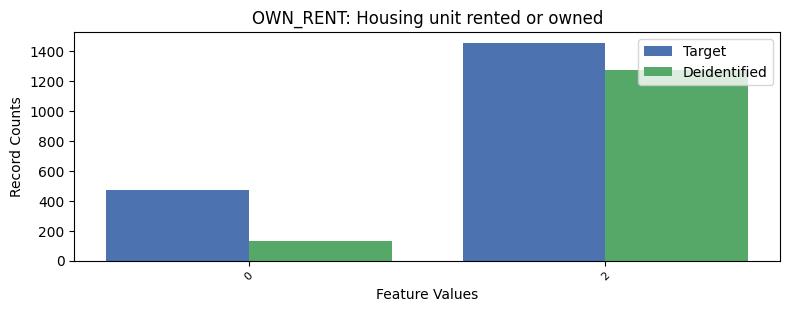 OWN_RENT: Housing unit rented or owned
Target
Deidentified
Record Counts
1400
1200
1000
800
600
400
200
0
0
2
Feature Values